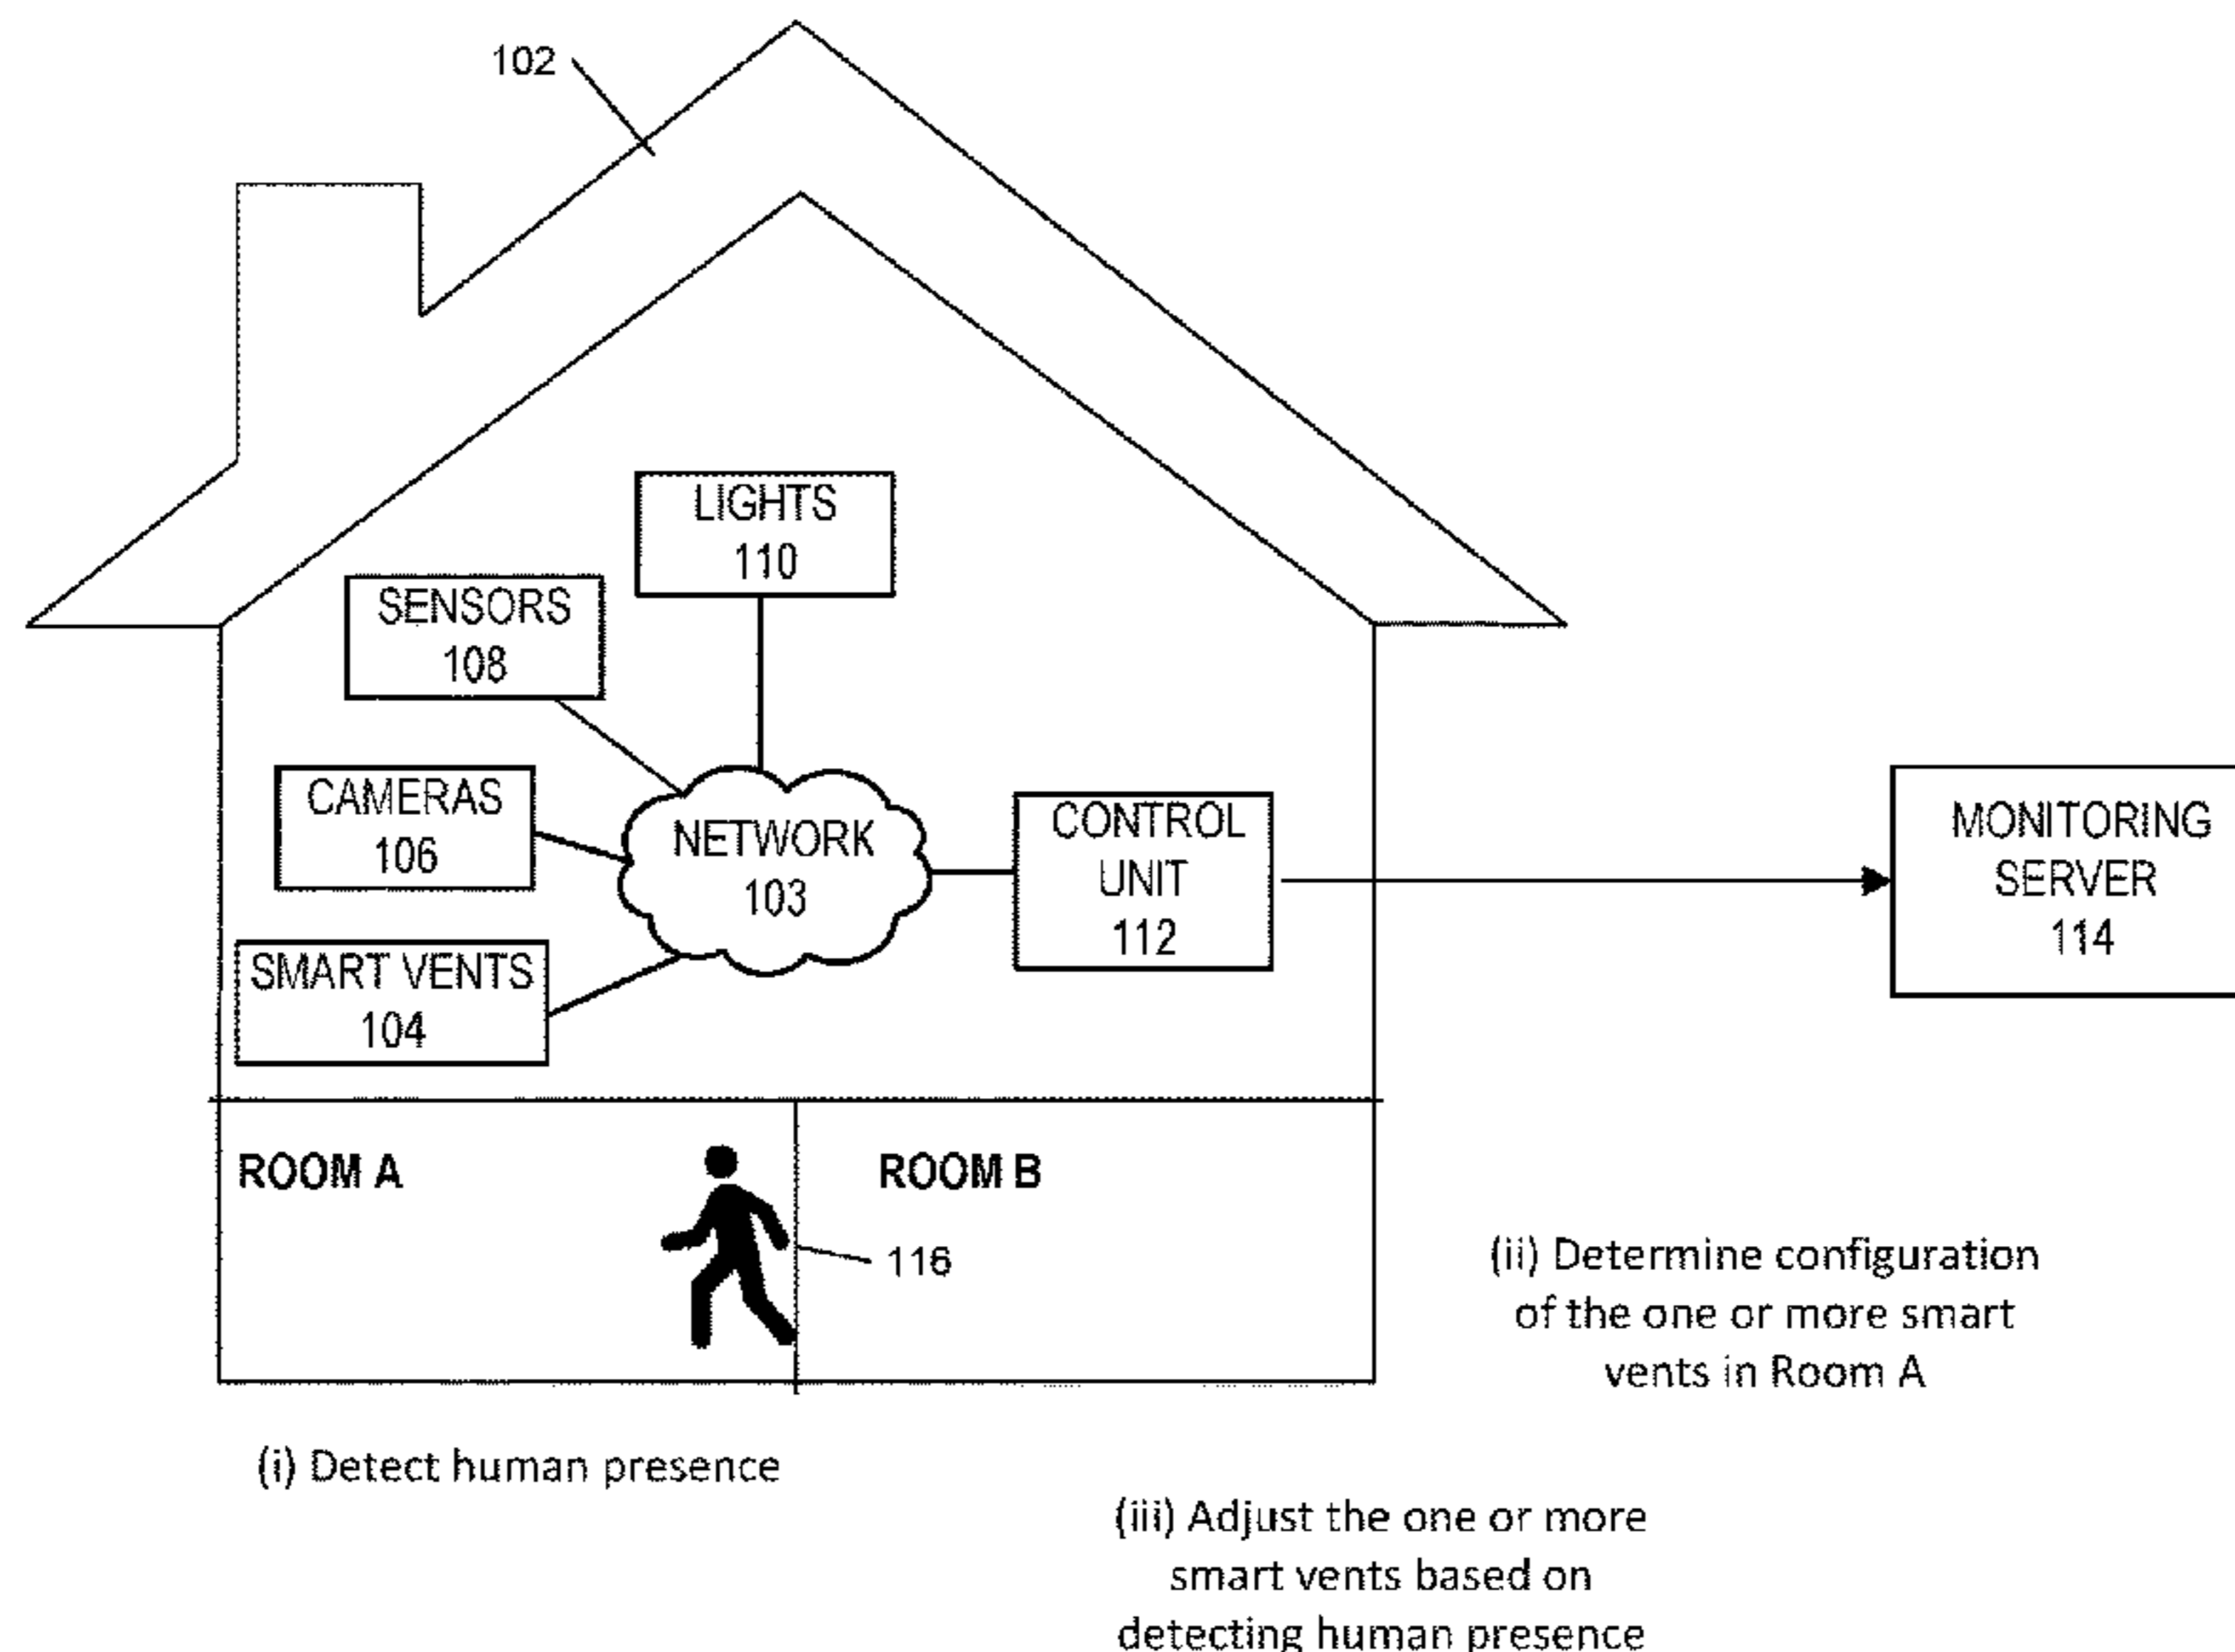 102
LIGHTS
110
SENSORS
108
CAMERAS
106
NETWORK
103
CONTROL
UNIT
112
MONITORING
SERVER
114
SMART VENTS
104
ROOM A
ROOM B
116
(ii) Determine configuration
of the one or more smart
vents in Room A
(i) Detect human presence
(iii) Adjust the one or more
smart vents based on
detecting human presence